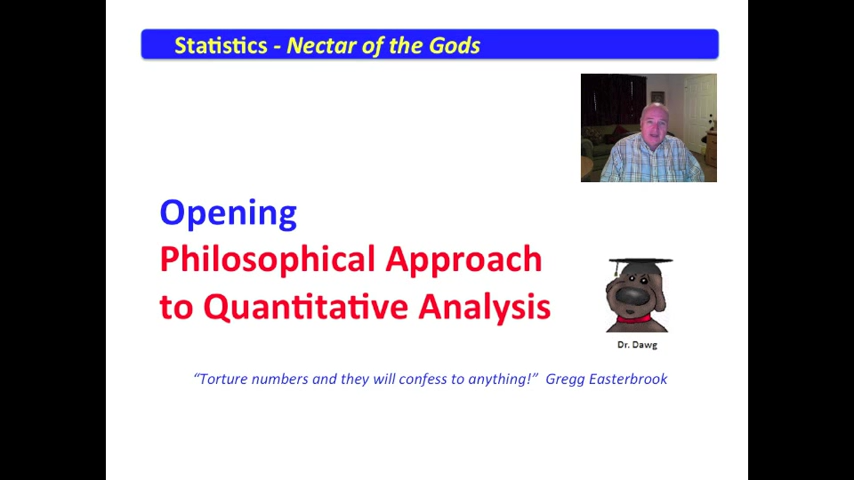 Statistics - Nectar of the Gods
Opening
Philosophical Approach
to Quantitative Analysis
Dr. Dawg
“Torture numbers and they will confess to anything!” Gregg Easterbrook